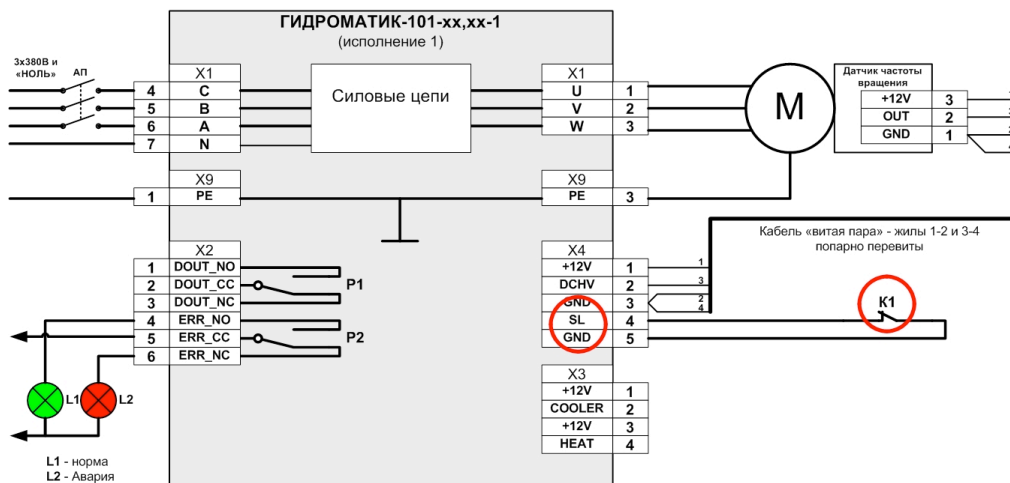 ГИДРОМАТИК-101-xx,xx-1
(исполнение 1)
3x380В и
«НОЛЬ»
АП
4
5
6
7
X1
C
B
A
N
Силовые цепи
X1
U
V
W
1
2
3
M
Датчик частоты
вращения
+12V 3
OUT 2
GND 1
X9
1 PE
X9
PE 3
Кабель «витая пара» - жилы 1-2 и 3-4
попарно перевиты
X2
1 DOUT_NO
2 DOUT_CC
3 DOUT_NC
4 ERR_NO
5 ERR_CC
6 ERR_NC
P1
P2
X4
+12V 1
DCHV 2
GND 3
SL 4
GND 5
1
3
2
4
K1
X3
+12V 1
COOLER 2
+12V 3
HEAT 4
L1
L2
L1 - норма
L2 - Авария